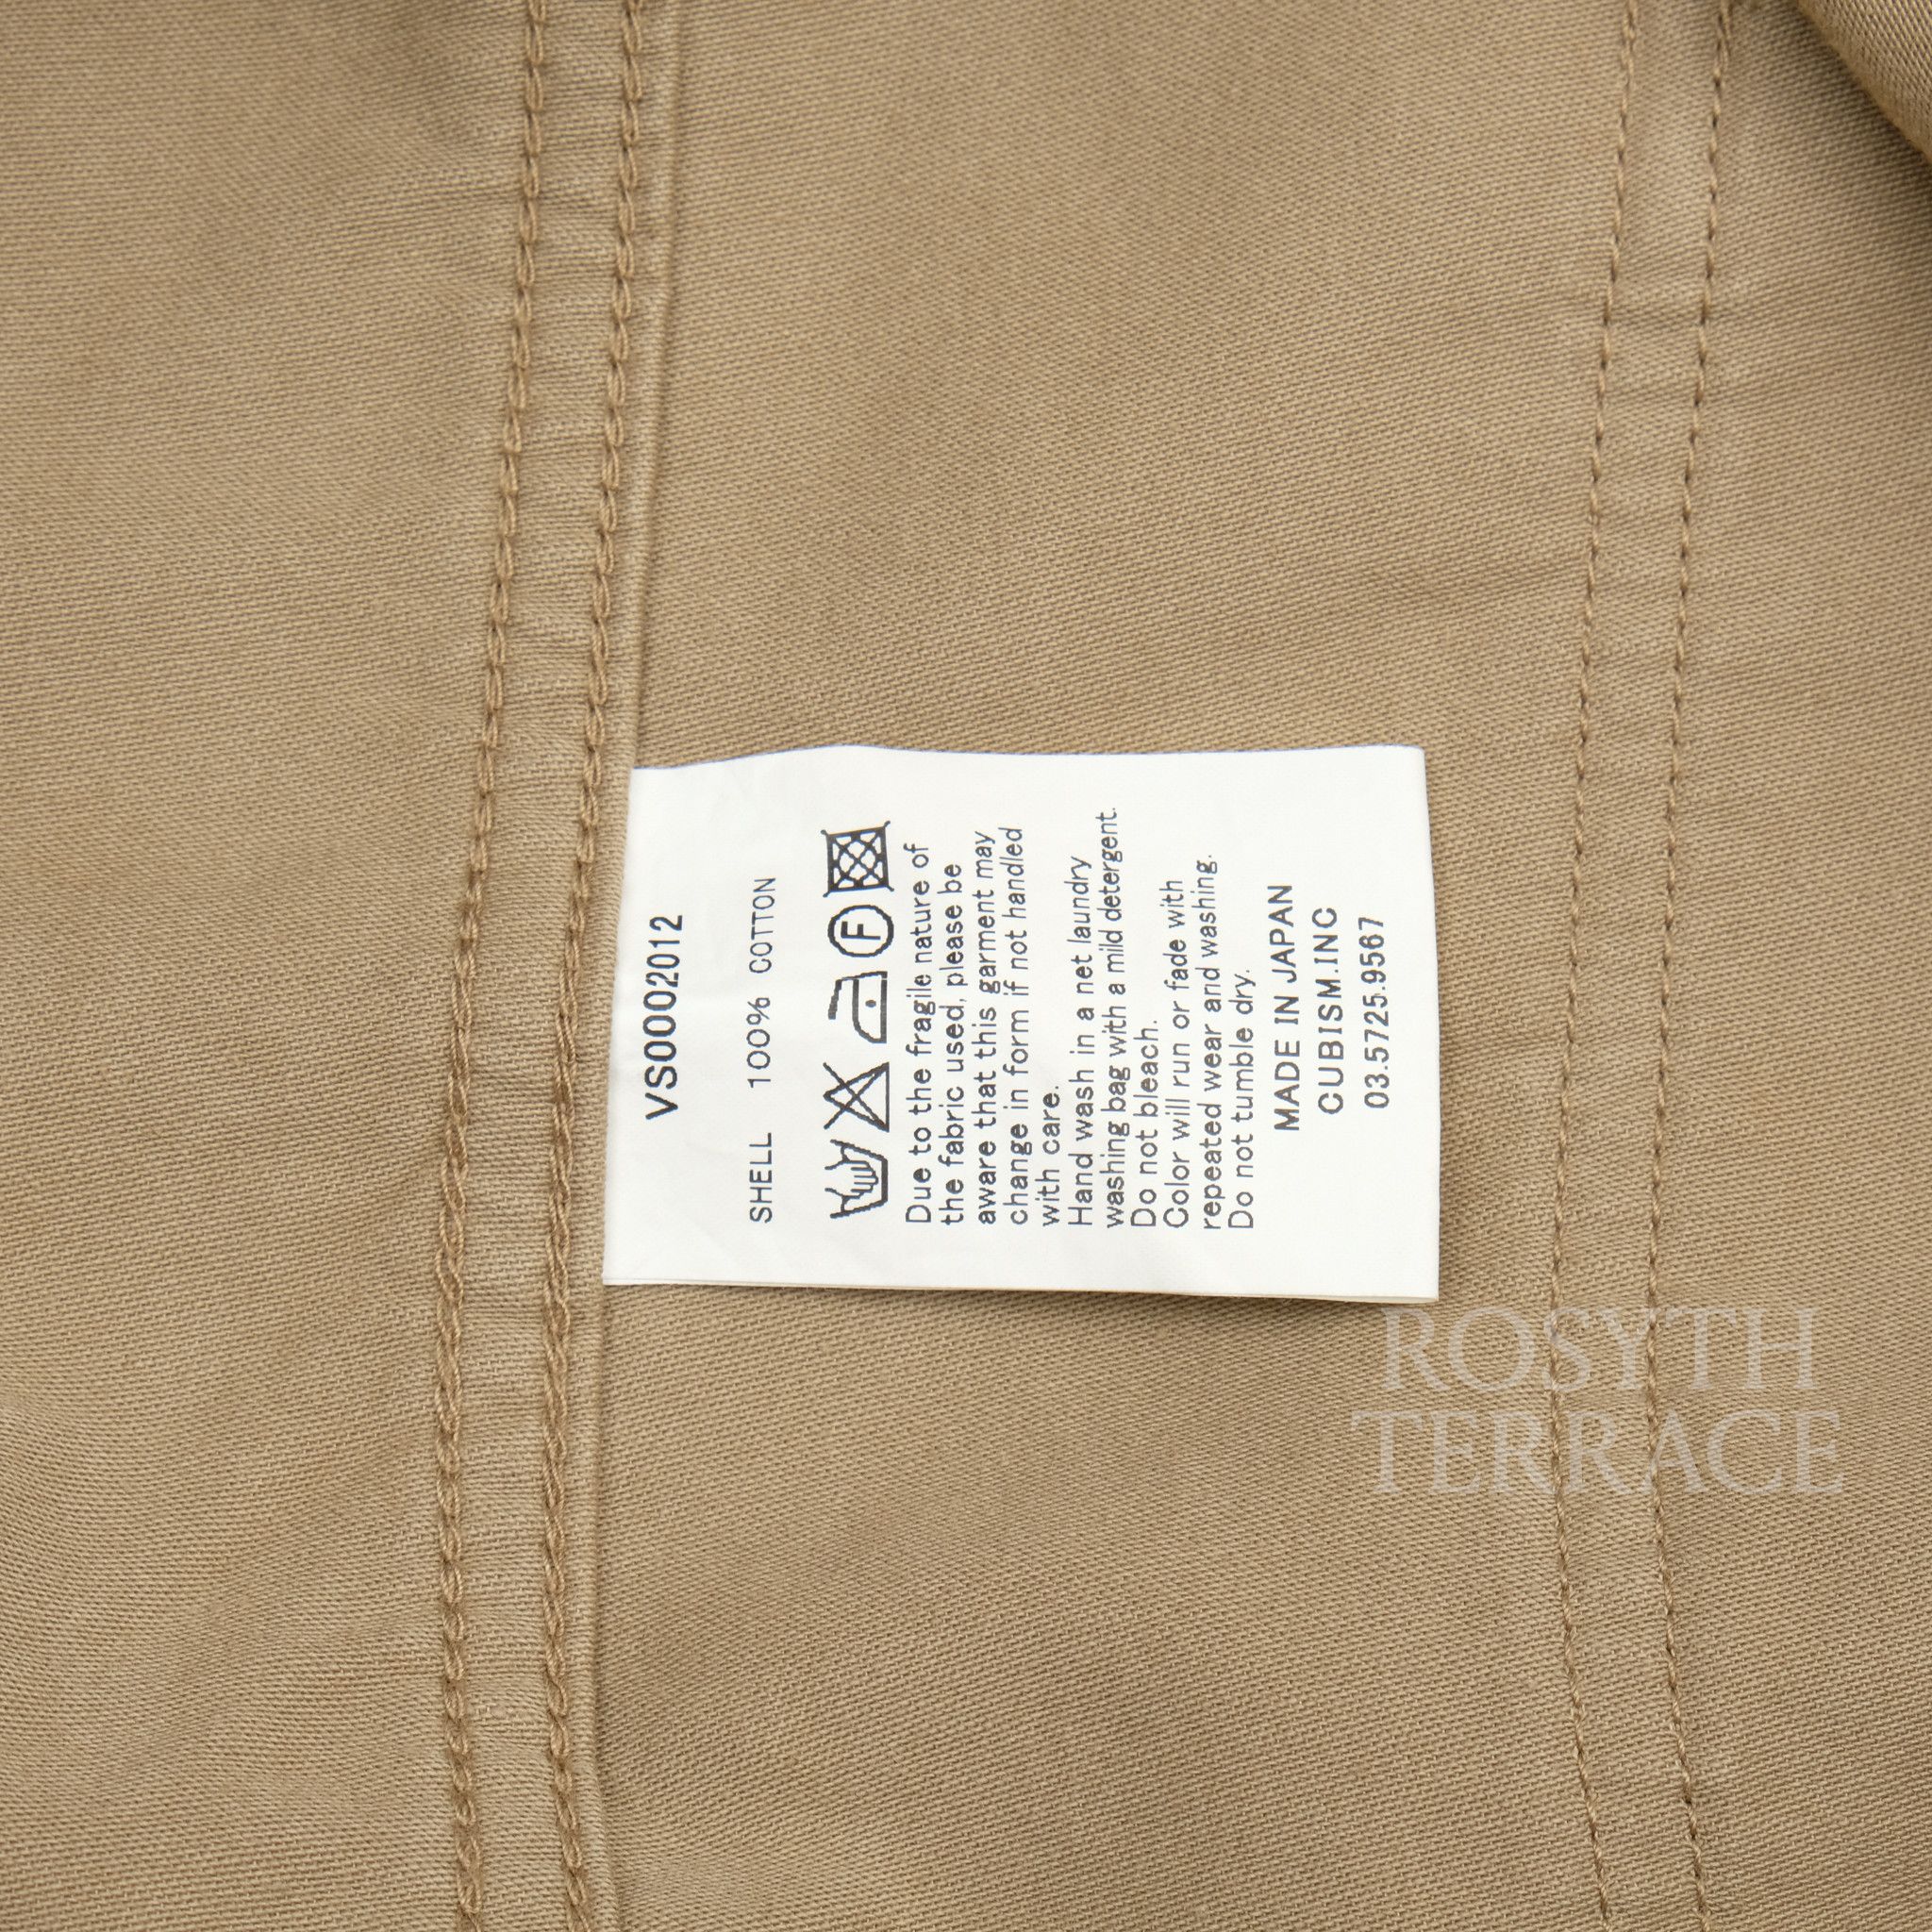 VS0002012
SHELL 100% COTTON
F
Due to the fragile nature of
the fabric used, please be
aware that this garment may
change in form if not handled
with care.
Hand wash in a net laundry
washing bag with a mild detergent.
Do not bleach.
Color will run or fade with
repeated wear and washing.
Do not tumble dry.
MADE IN JAPAN
CUBISM.INC
03.5725.9567
ROSYTH
TERRACE